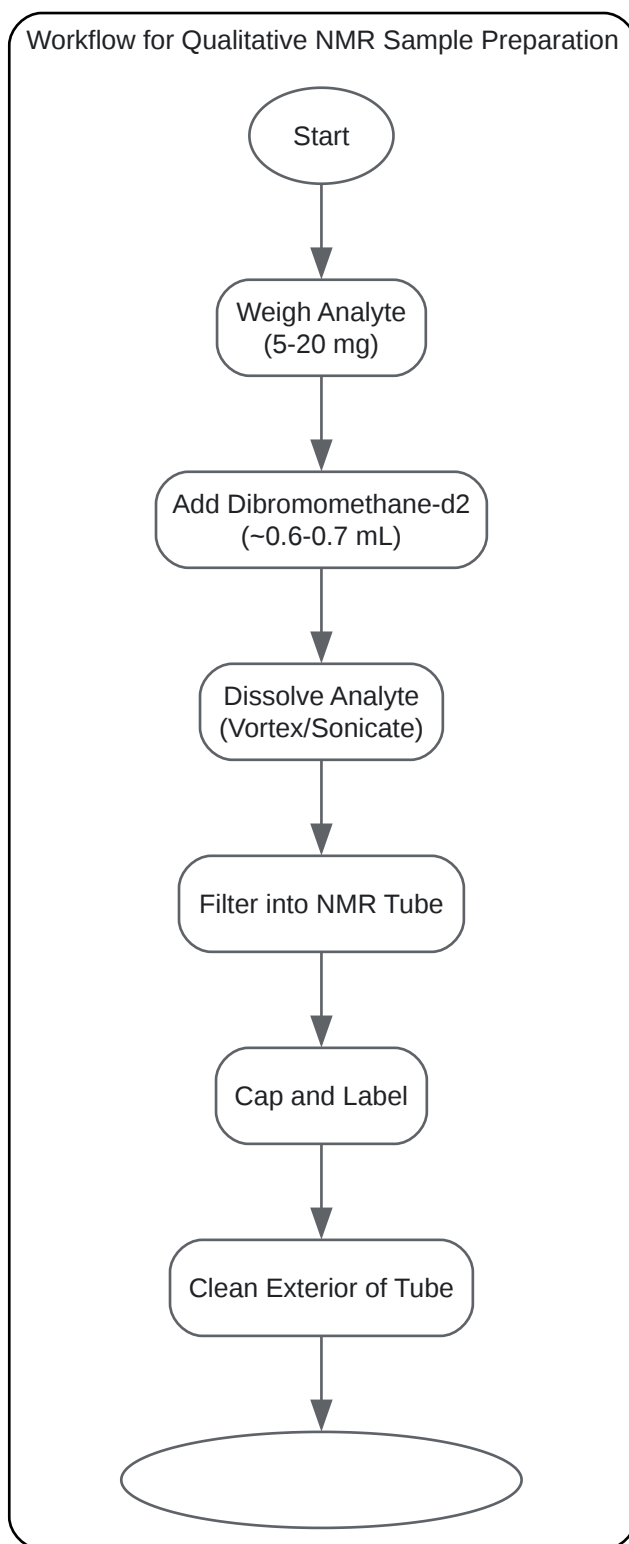 Workflow for Qualitative NMR Sample Preparation
Start
Weigh Analyte
(5-20 mg)
Add Dibromomethane-d2
(~0.6-0.7 mL)
Dissolve Analyte
(Vortex/Sonicate)
Filter into NMR Tube
Cap and Label
Clean Exterior of Tube